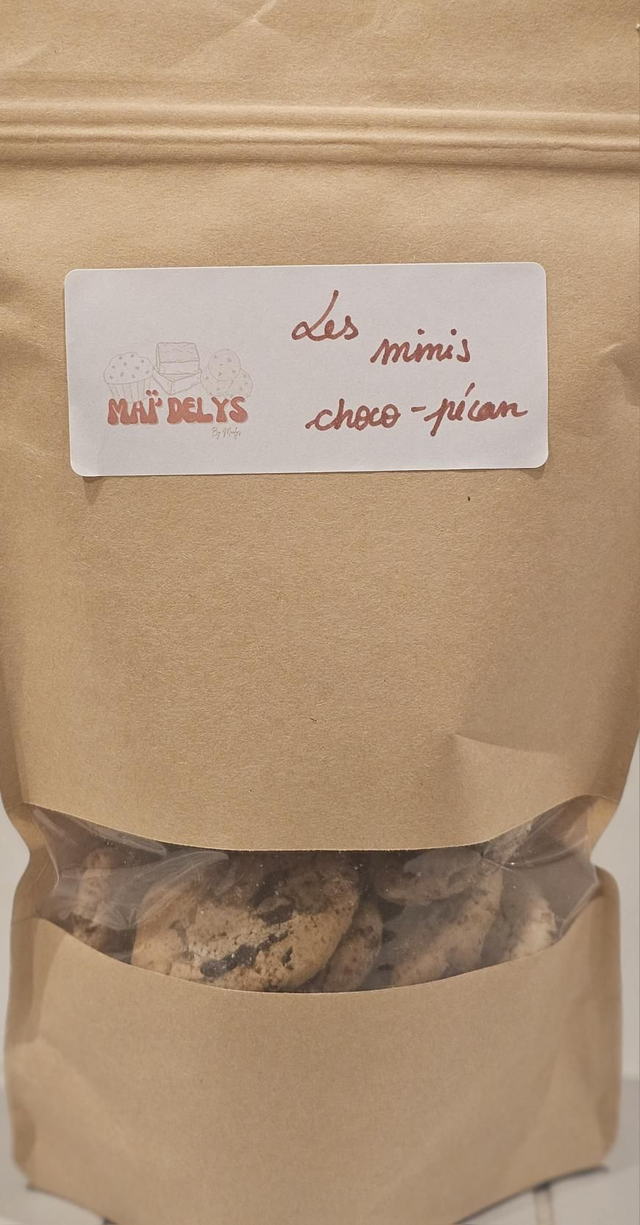 Les
minis
choco-pécan
MAÏ DELYS